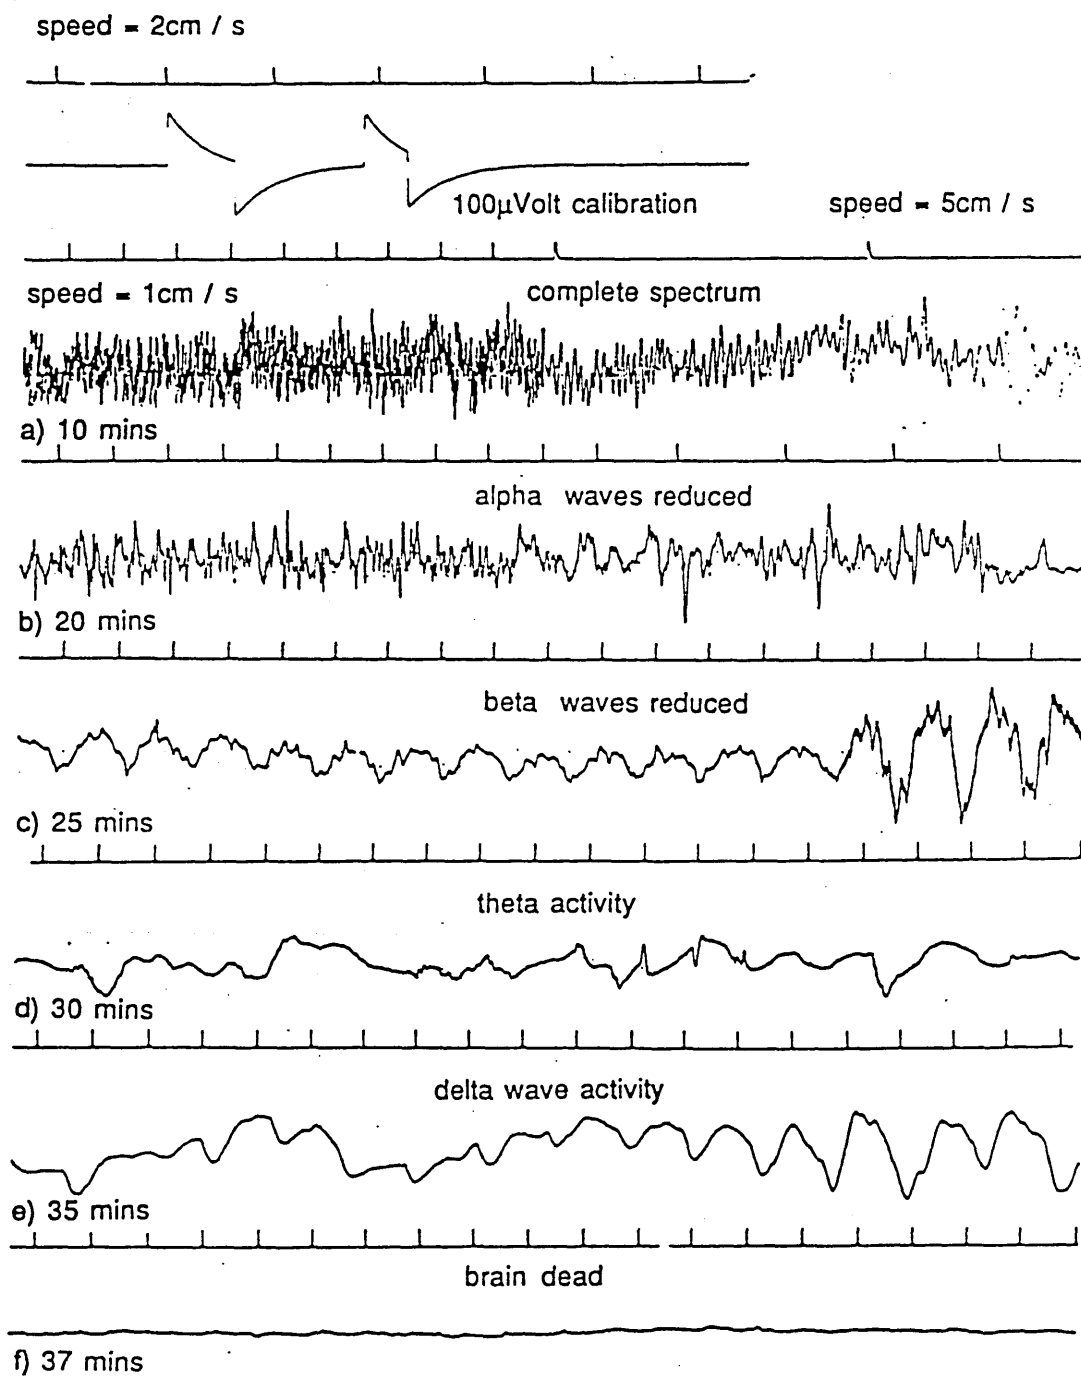 speed = 2cm / s
100µVolt calibration
speed = 5cm / s
speed = 1cm / s
complete spectrum
a) 10 mins
alpha waves reduced
b) 20 mins
beta waves reduced
c) 25 mins
theta activity
d) 30 mins
delta wave activity
e) 35 mins
brain dead
f) 37 mins